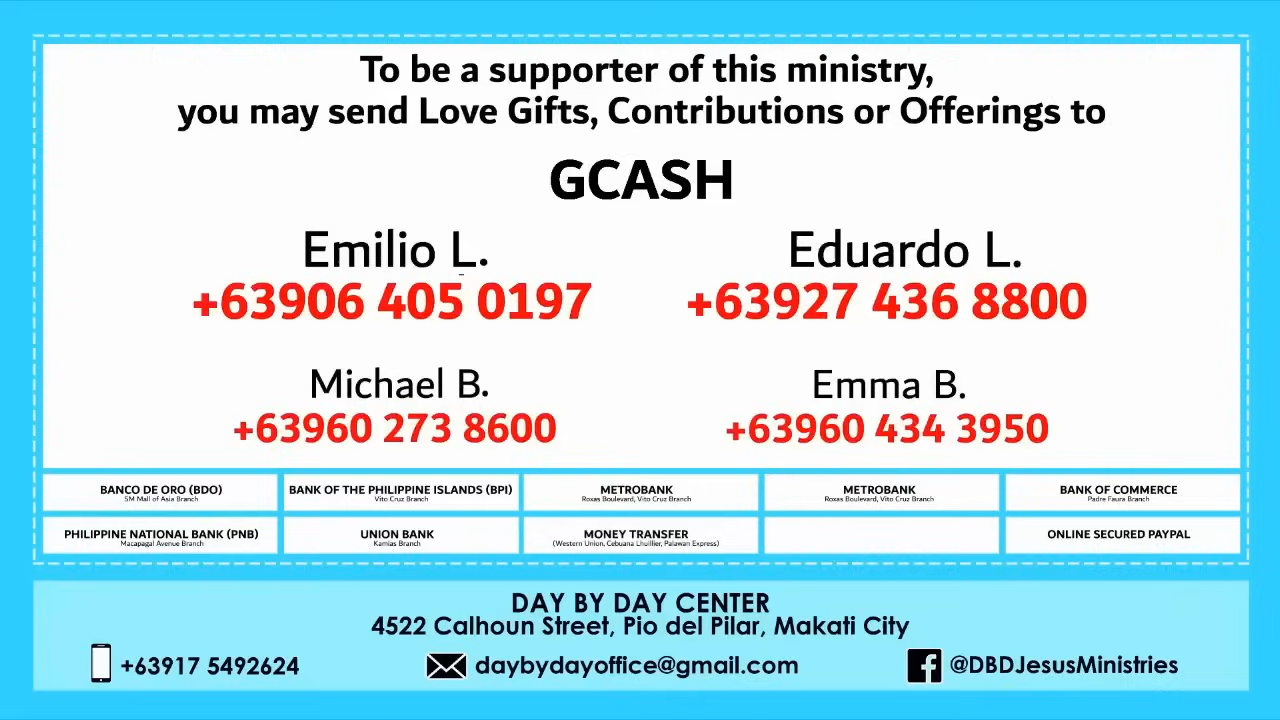 To be a supporter of this ministry,
you may send Love Gifts, Contributions or Offerings to
GCASH
Emilio L.
+63906 405 0197
Eduardo L.
+63927 436 8800
Michael B.
+63960 273 8600
Emma B.
+63960 434 3950
BANCO DE ORO (BDO)
SM Mall of Asia Branch
BANK OF THE PHILIPPINE ISLANDS (BPI)
Vito Cruz Branch
METROBANK
Roxas Boulevard, Vito Cruz Branch
METROBANK
Roxas Boulevard, Vito Cruz Branch
BANK OF COMMERCE
Padre Faura Branch
PHILIPPINE NATIONAL BANK (PNB)
Macapagal Avenue Branch
UNION BANK
Kamias Branch
MONEY TRANSFER
(Western Union, Cebuana Lhuillier, Palawan Express)
ONLINE SECURED PAYPAL
DAY BY DAY CENTER
4522 Calhoun Street, Pio del Pilar, Makati City
+63917 5492624
daybydayoffice@gmail.com
@DBDJesusMinistries